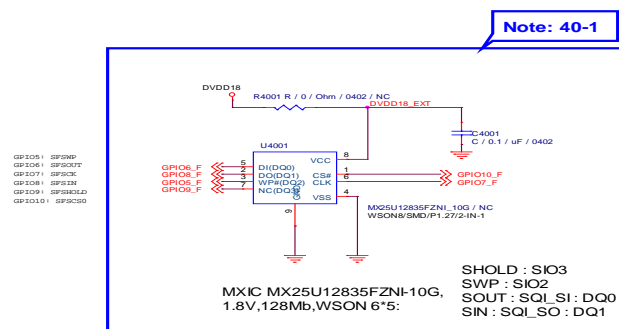 Note: 40-1
DVDD18
R4001 R / 0 / Ohm / 0402 / NC
DVDD18_EXT
C4001
C / 0.1 / uF / 0402
U4001
GPIO5: SFSWP
GPIO6: SFSOUT
GPIO7: SFSCK
GPIO8: SFSIN
GPIO9: SFSHOLD
GPIO10: SFSCS0
GPIO6_F 5 DI(DQ0) VCC 8
GPIO8_F 2 DO(DQ1) CS# 1 GPIO10_F
GPIO5_F 3 WP#(DQ2) CLK 6 GPIO7_F
GPIO9_F 7 NC(DQ3)
VSS 4
9
MX25U12835FZNI_10G / NC
WSON8/SMD/P1.27/2-IN-1
MXIC MX25U12835FZNI-10G,
1.8V,128Mb,WSON 6*5:
SHOLD : SIO3
SWP : SIO2
SOUT : SQI_SI : DQ0
SIN : SQI_SO : DQ1